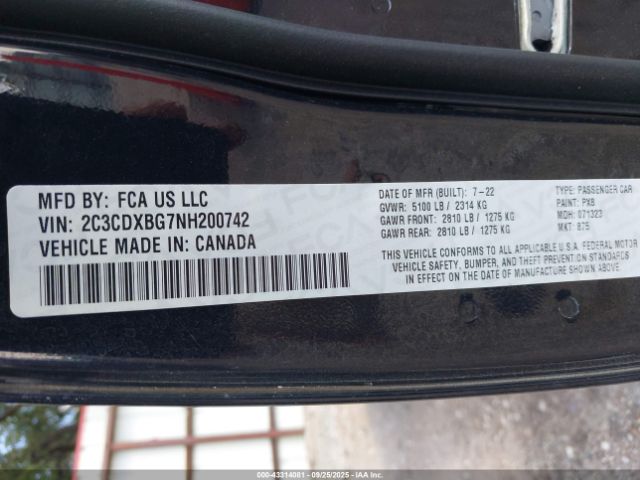 MFD BY: FCA US LLC
VIN: 2C3CDXBG7NH200742
VEHICLE MADE IN: CANADA
DATE OF MFR (BUILT): 7-22
GVWR: 5100 LB / 2314 KG
GAWR FRONT: 2810 LB / 1275 KG
GAWR REAR: 2810 LB / 1275 KG
TYPE: PASSENGER CAR
PAINT: PX8
MDH: 071323
MKT: 875
THIS VEHICLE CONFORMS TO ALL APPLICABLE U.S.A. FEDERAL MOTOR
VEHICLE SAFETY, BUMPER, AND THEFT PREVENTION STANDARDS
IN EFFECT ON THE DATE OF MANUFACTURE SHOWN ABOVE.
000-43314081 - 09/25/2025 - COPART